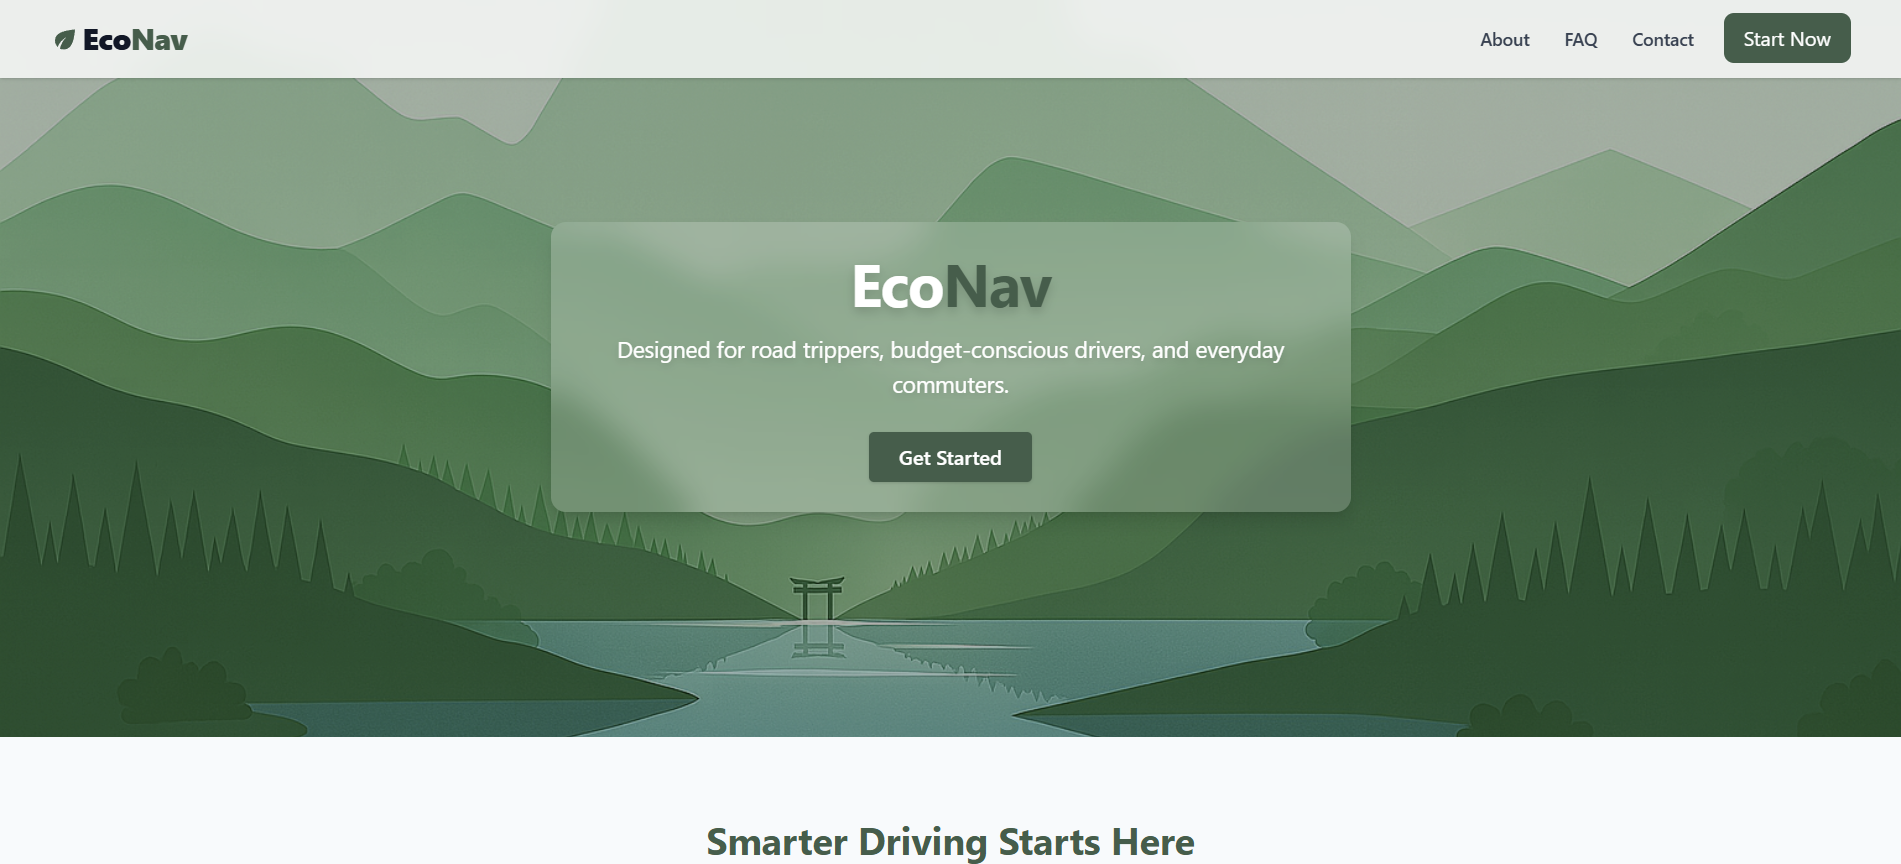 EcoNav
About
FAQ
Contact
Start Now
EcoNav
Designed for road trippers, budget-conscious drivers, and everyday
commuters.
Get Started
Smarter Driving Starts Here